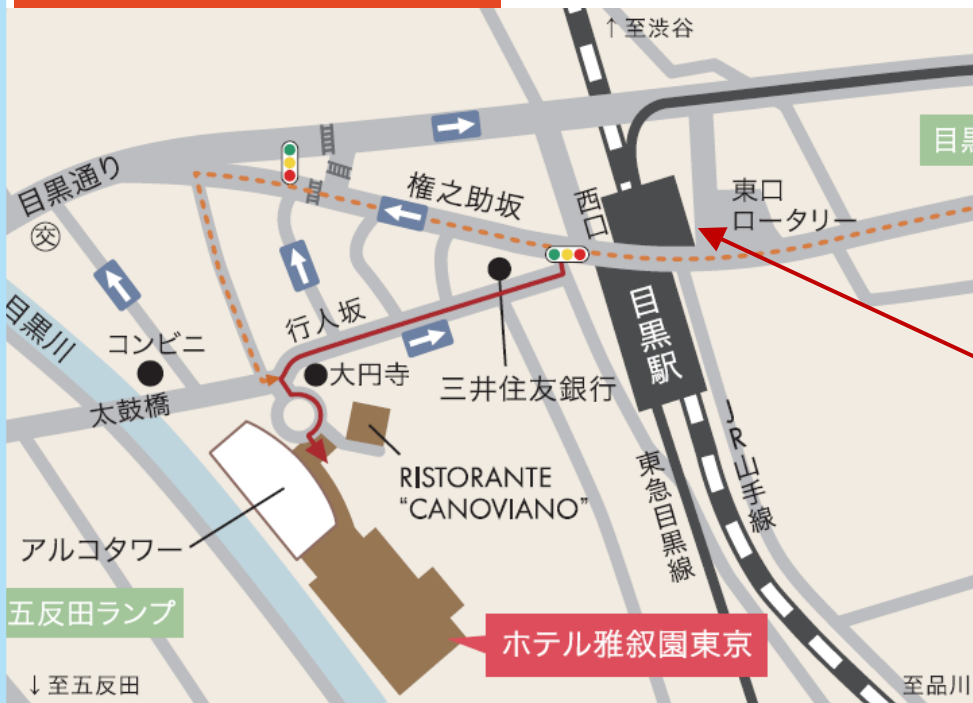 ↑至渋谷
目黒
目黒通り
交
権之助坂
西口
東口
ロータリー
目黒川
コンビニ
行人坂
大円寺
目黒駅
三井住友銀行
太鼓橋
RISTORANTE
“CANOVIANO”
JR山手線
東急目黒線
アルコタワー
五反田ランプ
ホテル雅叙園東京
↓至五反田
至品川